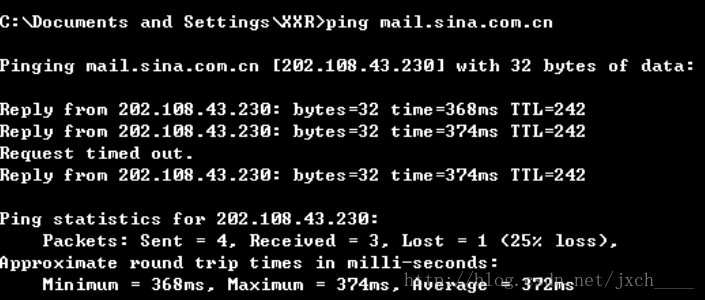 C:\Documents and Settings\XXR>ping mail.sina.com.cn
Pinging mail.sina.com.cn [202.108.43.230] with 32 bytes of data:
Reply from 202.108.43.230: bytes=32 time=368ms TTL=242
Reply from 202.108.43.230: bytes=32 time=374ms TTL=242
Request timed out.
Reply from 202.108.43.230: bytes=32 time=374ms TTL=242
Ping statistics for 202.108.43.230:
Packets: Sent = 4, Received = 3, Lost = 1 (25% loss),
Approximate round trip times in milli-seconds:
Minimum = 368ms, Maximum = 374ms, Average = 372ms
http://blog.csdn.net/jxch____